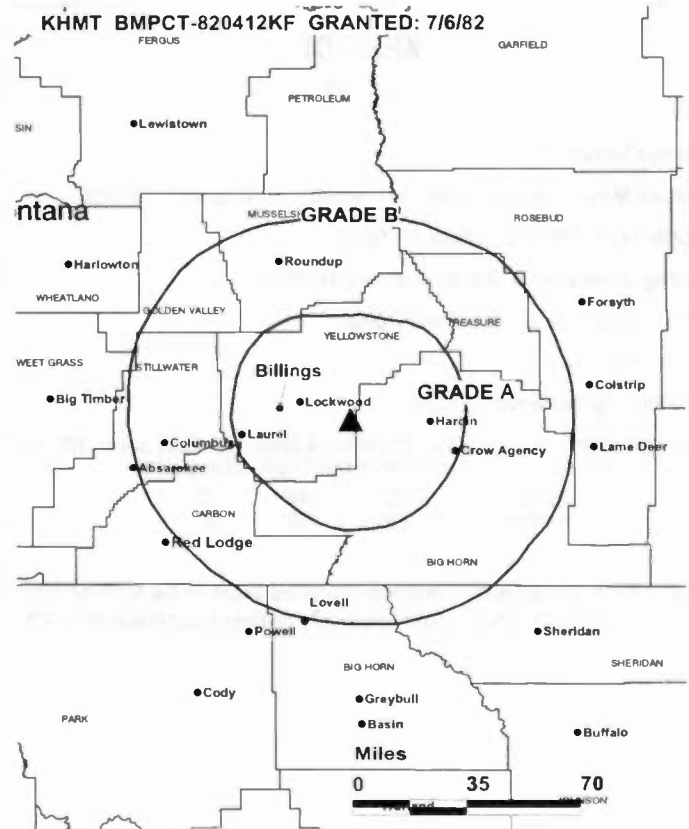 KHMT BMPCT-820412KF GRANTED: 7/6/82
FERGUS
GARFIELD
PETROLEUM
Lewistown
SIN
ntana
MUSSELSH
GRADE B
ROSEBUD
Harlowton
Roundup
WHEATLAND
GOLDEN VALLEY
Forsyth
TREASURE
YELLOWSTONE
WEET GRASS
STILLWATER
Billings
Colstrip
Big Timber
Lockwood
GRADE A
Hardin
Columbus
Laurel
Crow Agency
Lame Deer
Absarokee
CARBON
Red Lodge
BIG HORN
Lovell
Powell
Sheridan
BIG HORN
SHERIDAN
Cody
Greybull
PARK
Basin
Buffalo
Miles
0 35 70